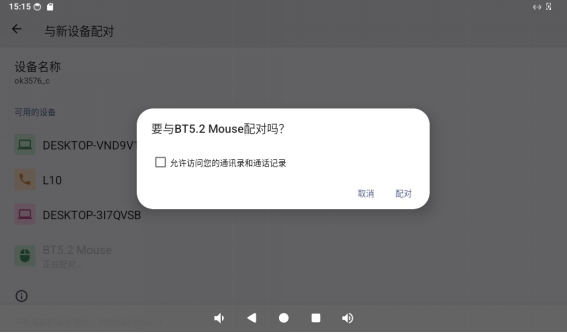 15:15
与新设备配对
设备名称
ok3576_c
可用的设备
DESKTOP-VND9V
L10
DESKTOP-3I7QVSB
BT5.2 Mouse
正在配对...
要与BT5.2 Mouse配对吗?
允许访问您的通讯录和通话记录
取消
配对